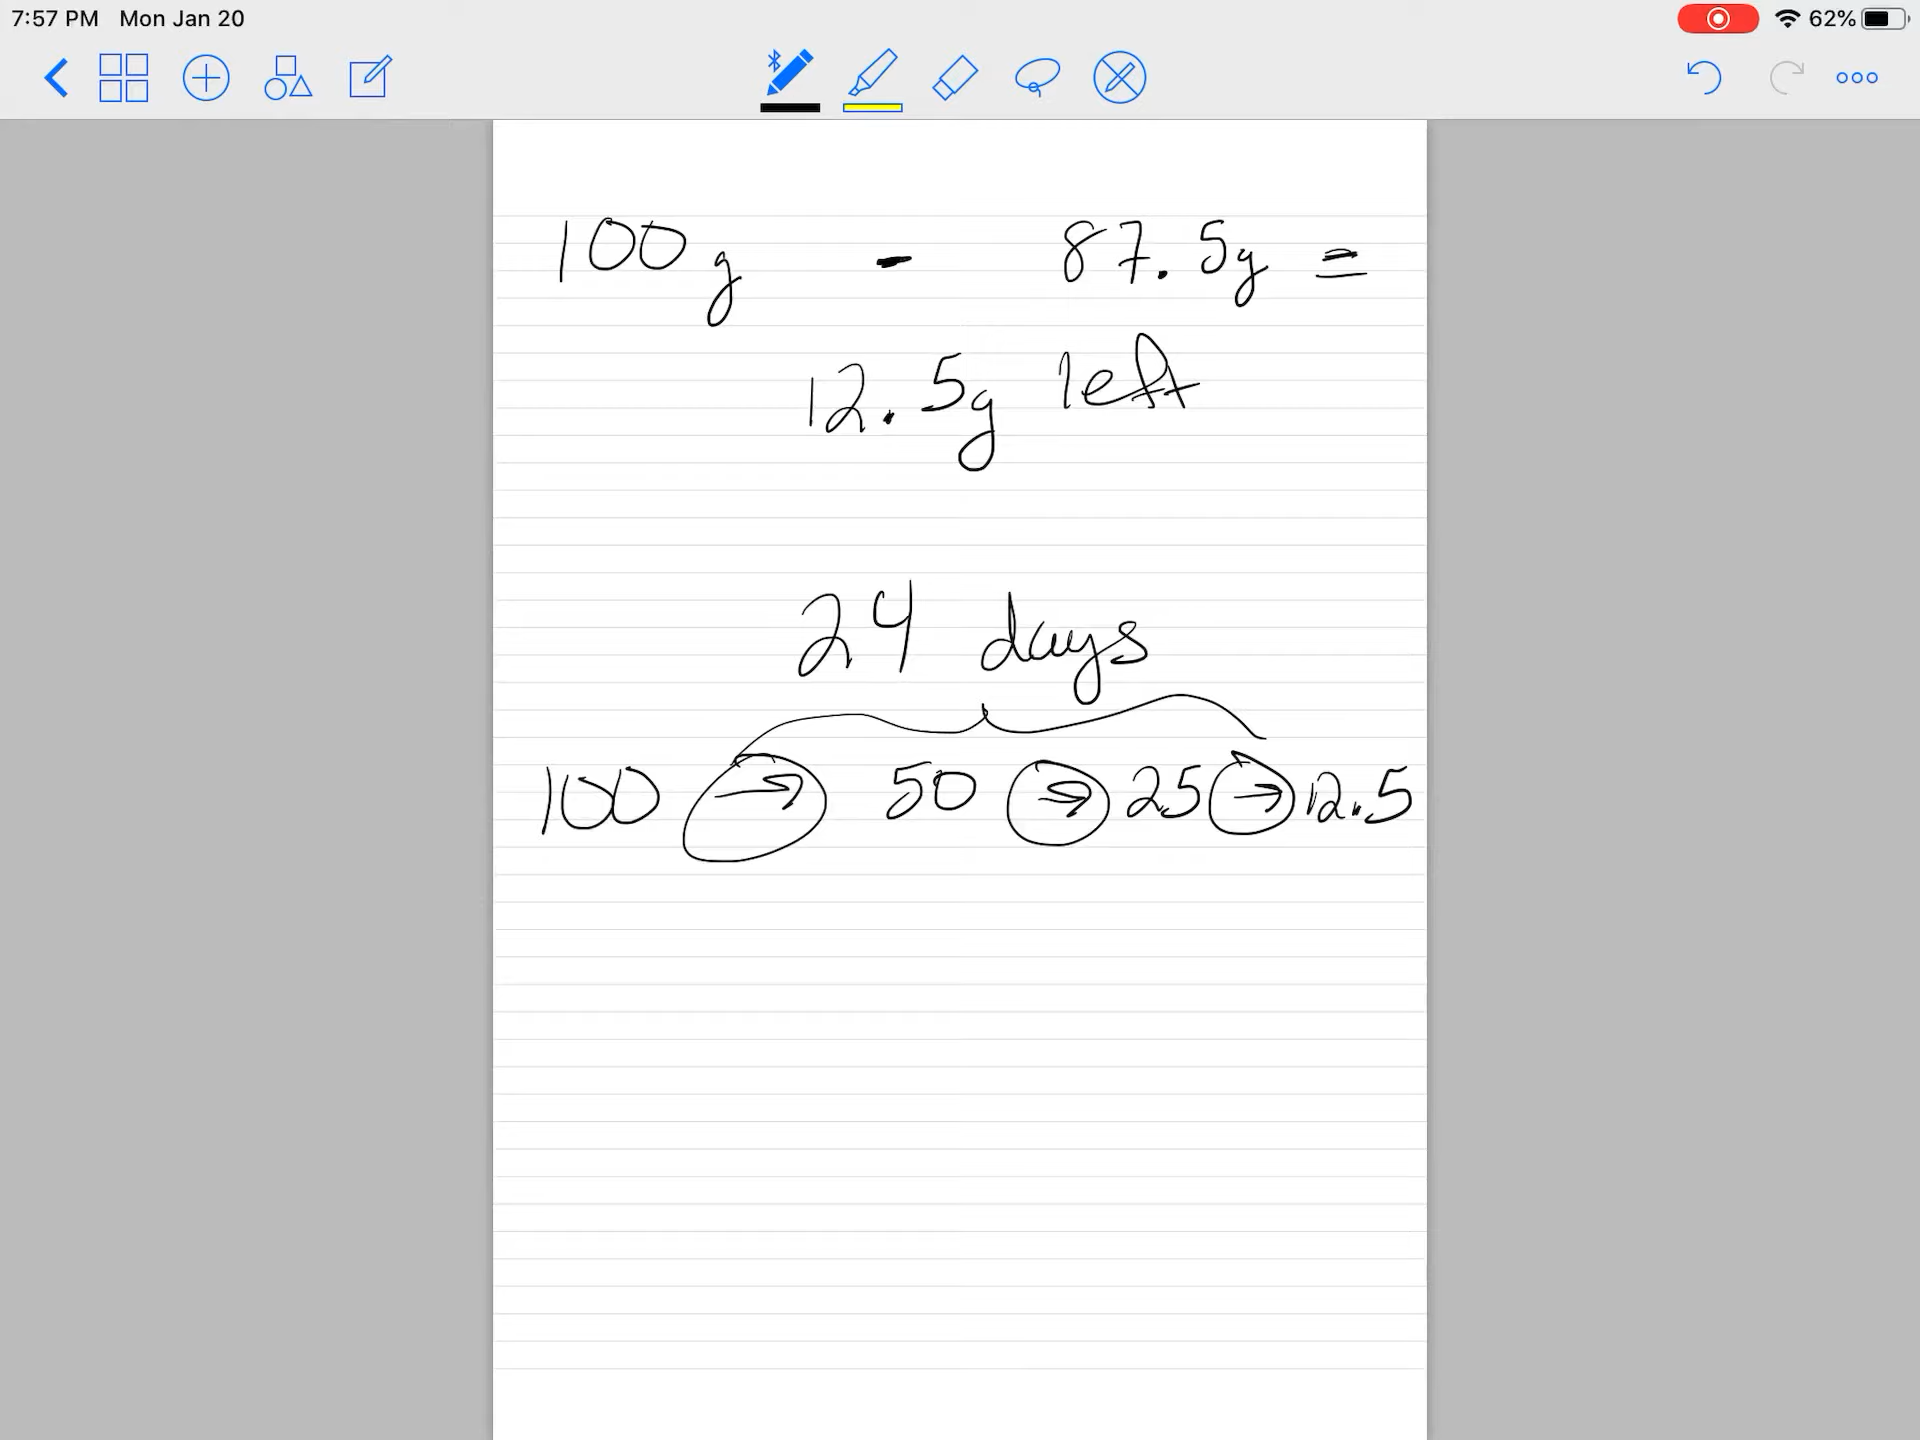 7:57 PM Mon Jan 20 62%
100g - 87.5g =
12.5g left
24 days
100 → 50 → 25 → 12.5